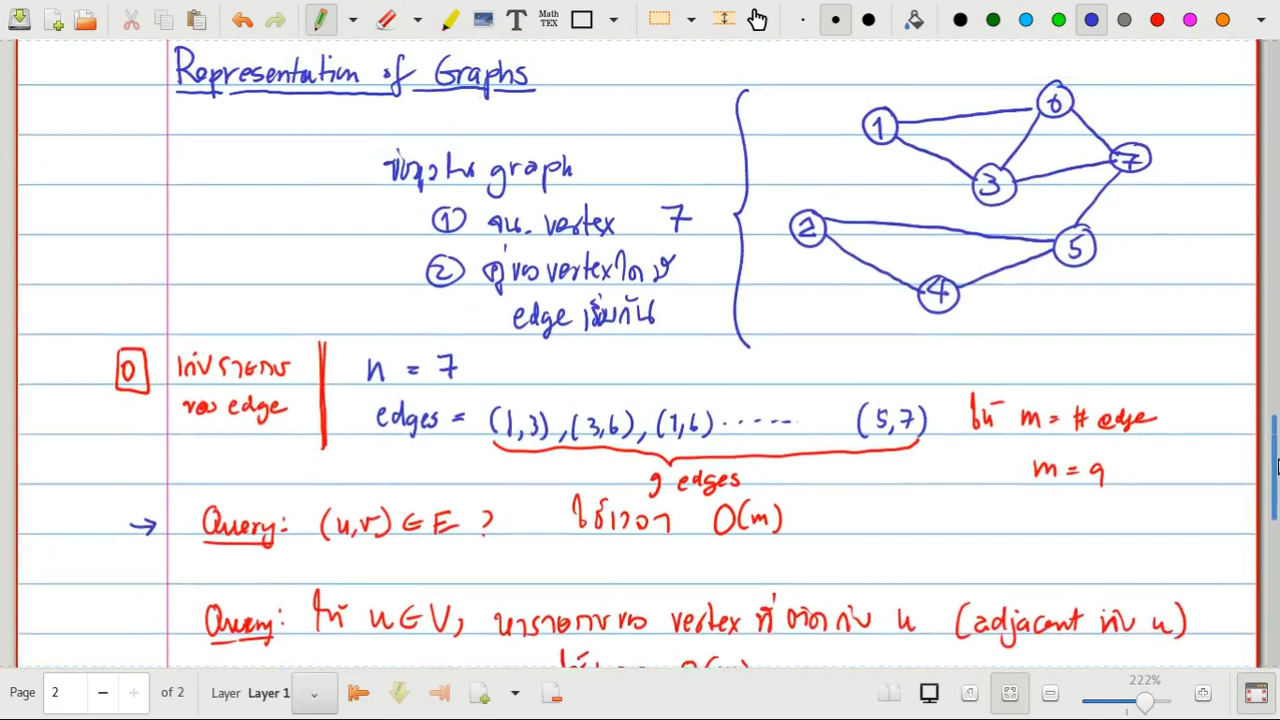 Math
TEX
Representation of Graphs
ข้อมูลใน graph
① จน. vertex 7
② คู่ของ vertex ใด มี
edge เชื่อมกัน
1
6
3
7
2
5
4
0 เก็บรายการ
ของ edge
n = 7
edges = (1,3), (3,6), (1,6) ...... (5,7)
9 edges
ให้ m = # edge
m = 9
→ Query: (u,v) ∈ E ? ใช้เวลา O(m)
Query: ให้ u ∈ V, หารายการของ vertex ที่ติดกับ u (adjacent กับ u)
Page 2 of 2 Layer Layer 1 222%